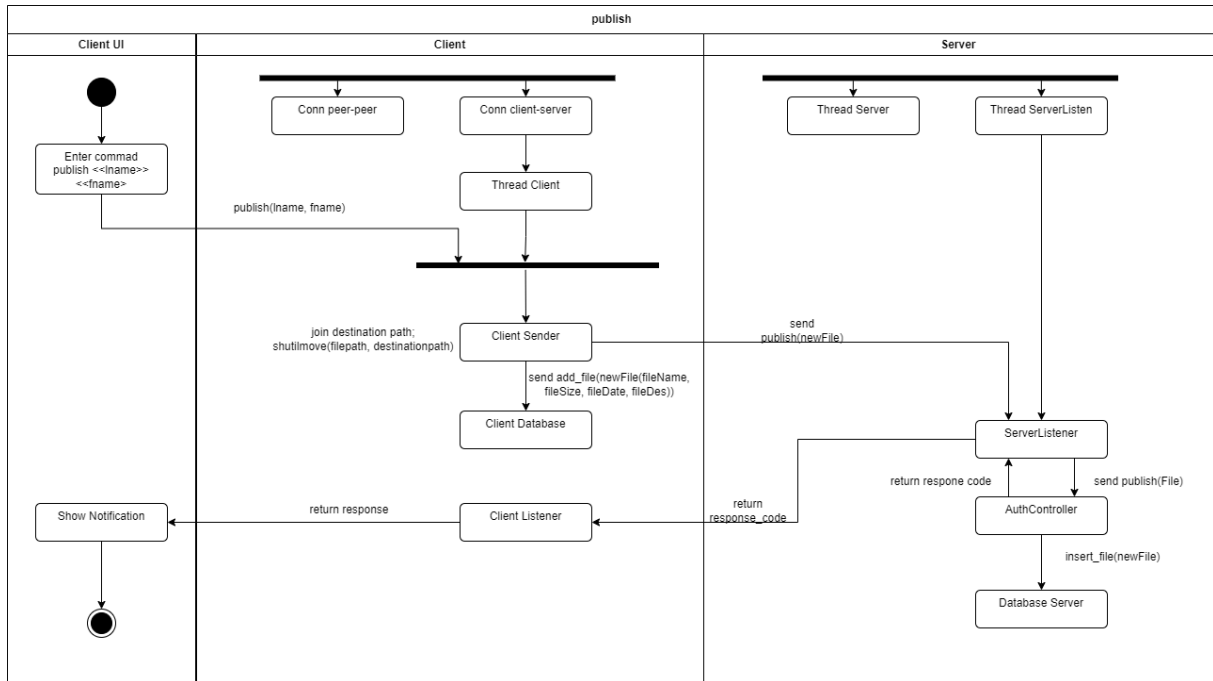 publish
Client UI
Client
Server
Conn peer-peer
Conn client-server
Thread Server
Thread ServerListen
Enter commad
publish <<lname>>
<<fname>
Thread Client
publish(lname, fname)
join destination path;
shutilmove(filepath, destinationpath)
Client Sender
send
publish(newFile)
send add_file(newFile(fileName,
fileSize, fileDate, fileDes))
Client Database
ServerListener
return respone code
send publish(File)
Show Notification
return response
Client Listener
return
response_code
AuthController
insert_file(newFile)
Database Server